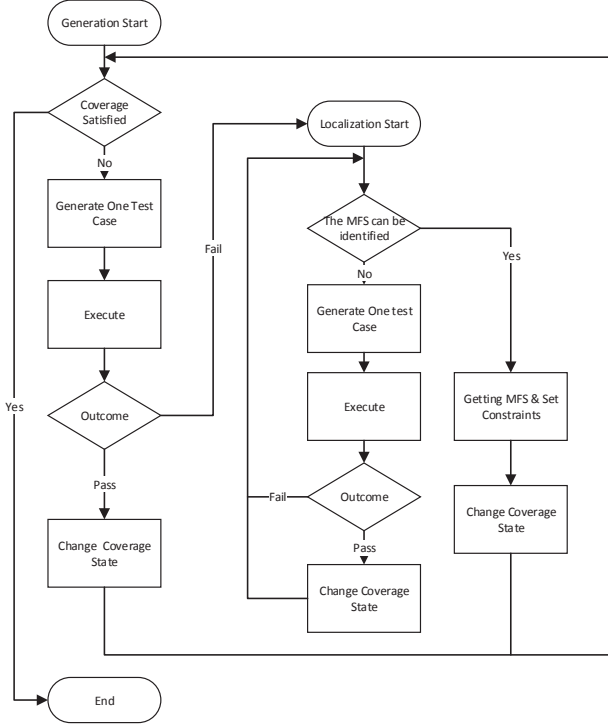 Generation Start
Coverage
Satisfied
No
Generate One Test
Case
Execute
Outcome
Yes
Pass
Change Coverage
State
End
Fail
Localization Start
The MFS can be
identified
No
Generate One test
Case
Execute
Outcome
Fail
Pass
Change Coverage
State
Yes
Getting MFS & Set
Constraints
Change Coverage
State